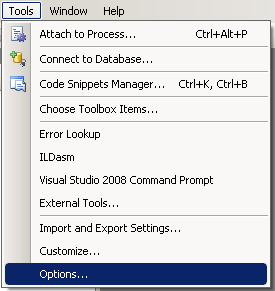 Tools Window Help
Attach to Process... Ctrl+Alt+P
Connect to Database...
Code Snippets Manager... Ctrl+K, Ctrl+B
Choose Toolbox Items...
Error Lookup
ILDasm
Visual Studio 2008 Command Prompt
External Tools...
Import and Export Settings...
Customize...
Options...